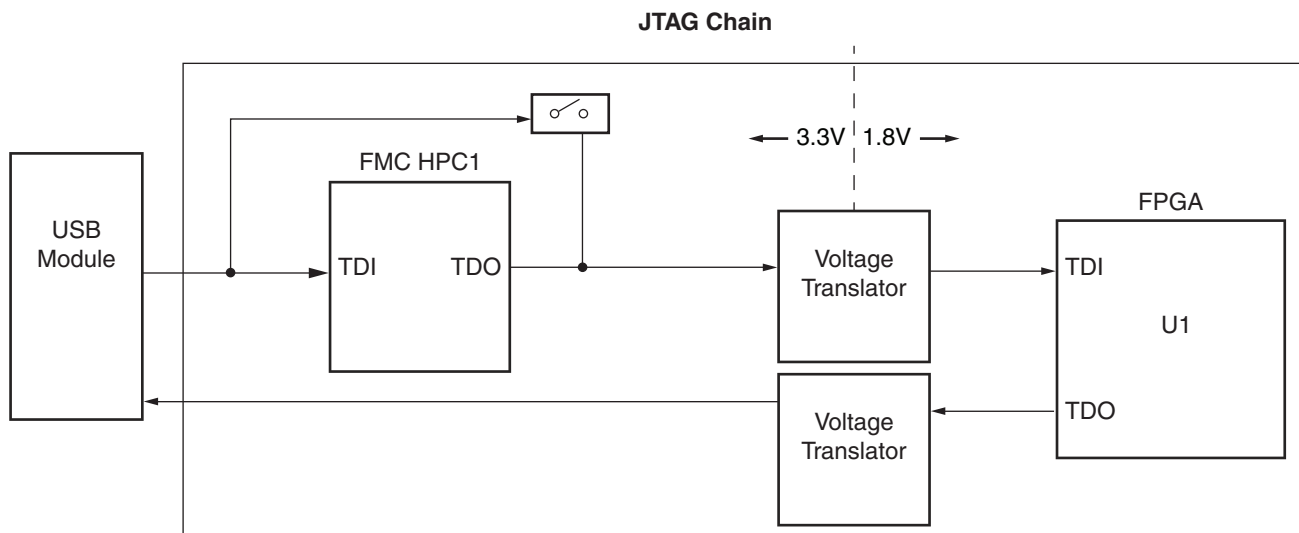 JTAG Chain
3.3V 1.8V
FMC HPC1
FPGA
USB
Module
TDI TDO
Voltage
Translator
TDI
U1
TDO
Voltage
Translator